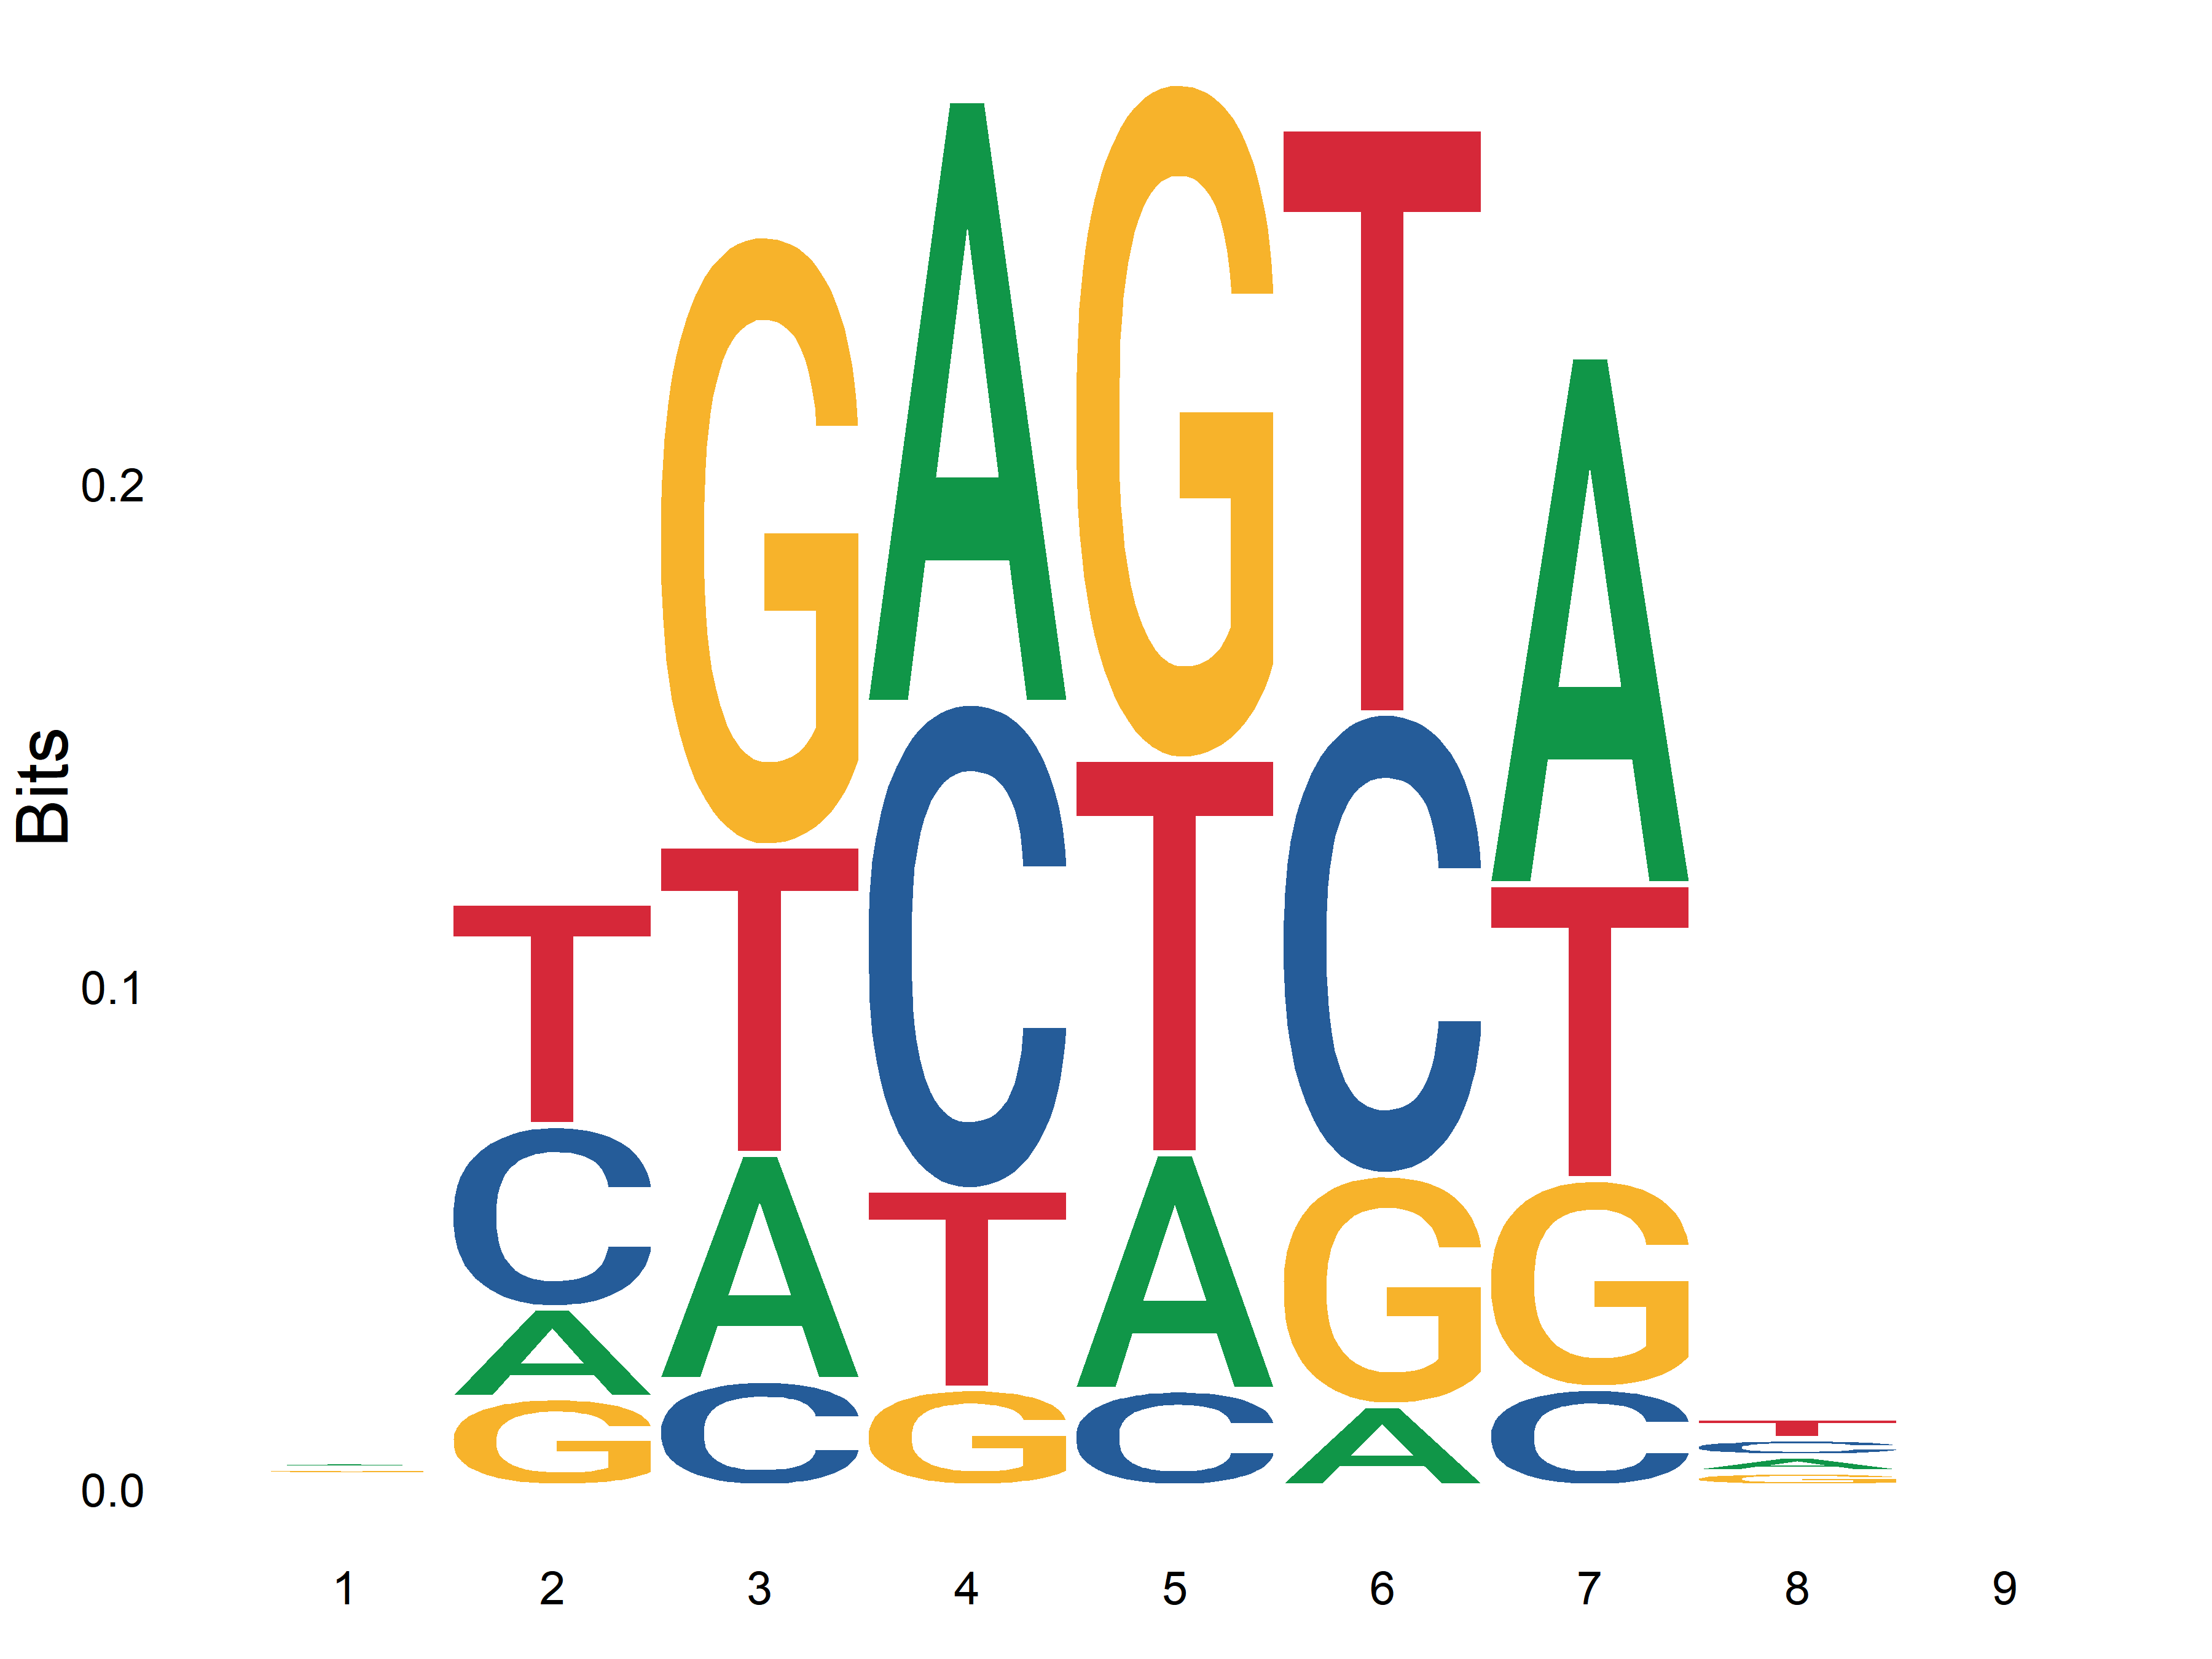 Bits
0.2
0.1
0.0
G A G T A
T T C T C T
C A T A G G T
A C G C A C C
G A
G
1 2 3 4 5 6 7 8 9